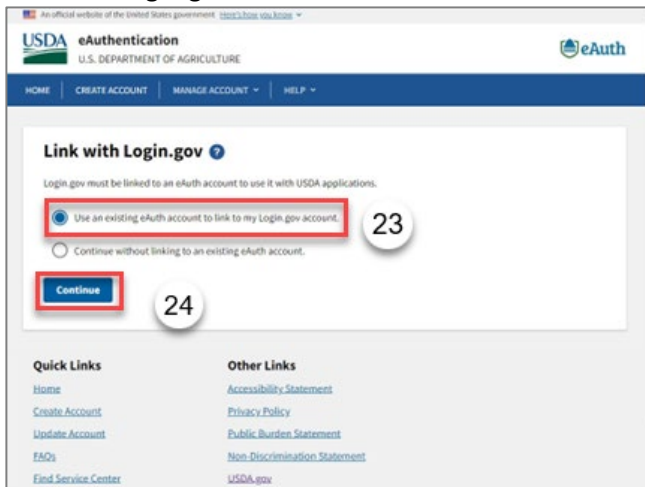 An official website of the United States government Here's how you know
USDA eAuthentication
U.S. DEPARTMENT OF AGRICULTURE
eAuth
HOME CREATE ACCOUNT MANAGE ACCOUNT HELP
Link with Login.gov ?
Login.gov must be linked to an eAuth account to use it with USDA applications.
Use an existing eAuth account to link to my Login.gov account.
23
Continue without linking to an existing eAuth account.
Continue
24
Quick Links Other Links
Home Accessibility Statement
Create Account Privacy Policy
Update Account Public Burden Statement
FAQs Non-Discrimination Statement
Find Service Center USDA.gov